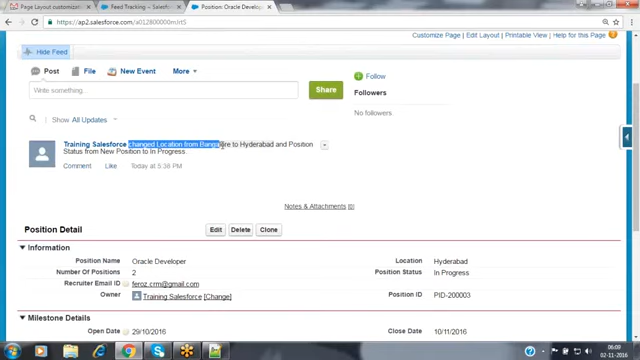 Page Layout customizatio
Feed Tracking ~ Salesforce
Position: Oracle Develope
https://ap2.salesforce.com/a012800000mJrtS
Customize Page | Edit Layout | Printable View | Help for this Page
Hide Feed
Post File New Event More
Write something... Share
Follow
Followers
No followers.
Show All Updates
Training Salesforce changed Location from Bangalore to Hyderabad and Position
Status from New Position to In Progress.
Comment Like Today at 5:38 PM
Notes & Attachments [0]
Position Detail Edit Delete Clone
Information
Position Name Oracle Developer Location Hyderabad
Number Of Positions 2 Position Status In Progress
Recruiter Email ID feroz.crm@gmail.com
Owner Training Salesforce [Change] Position ID PID-200003
Milestone Details
Open Date 29/10/2016 Close Date 10/11/2016
06:09
02-11-2016